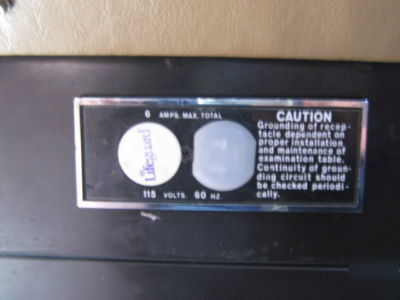 6 AMPS. MAX. TOTAL
Lifeguard
115 VOLTS. 60 HZ.
CAUTION
Grounding of recep-
tacle dependent on
proper installation
and maintenance of
examination table.
Continuity of groun-
ding circuit should
be checked periodi-
cally.